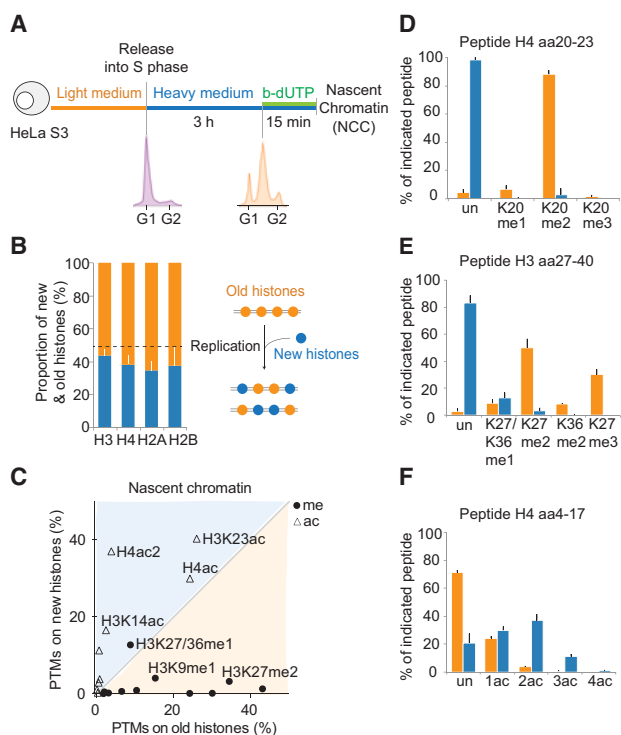 A
Release
into S phase
Light medium
Heavy medium
b-dUTP
Nascent
Chromatin
(NCC)
HeLa S3
3 h
15 min
G1 G2
G1 G2
B
Proportion of new
& old histones (%)
100
80
60
40
20
0
H3 H4 H2A H2B
Old histones
Replication
New histones
C
Nascent chromatin
me
ac
PTMs on new histones (%)
40
20
0
H3K23ac
H4ac2
H4ac
H3K14ac
H3K27/36me1
H3K9me1
H3K27me2
0 20 40
PTMs on old histones (%)
D
Peptide H4 aa20-23
% of indicated peptide
100
80
60
40
20
0
un K20 K20 K20
me1 me2 me3
E
Peptide H3 aa27-40
% of indicated peptide
100
80
60
40
20
0
un K27/ K27 K36 K27
K36 me2 me2 me3
me1
F
Peptide H4 aa4-17
% of indicated peptide
100
80
60
40
20
0
un 1ac 2ac 3ac 4ac